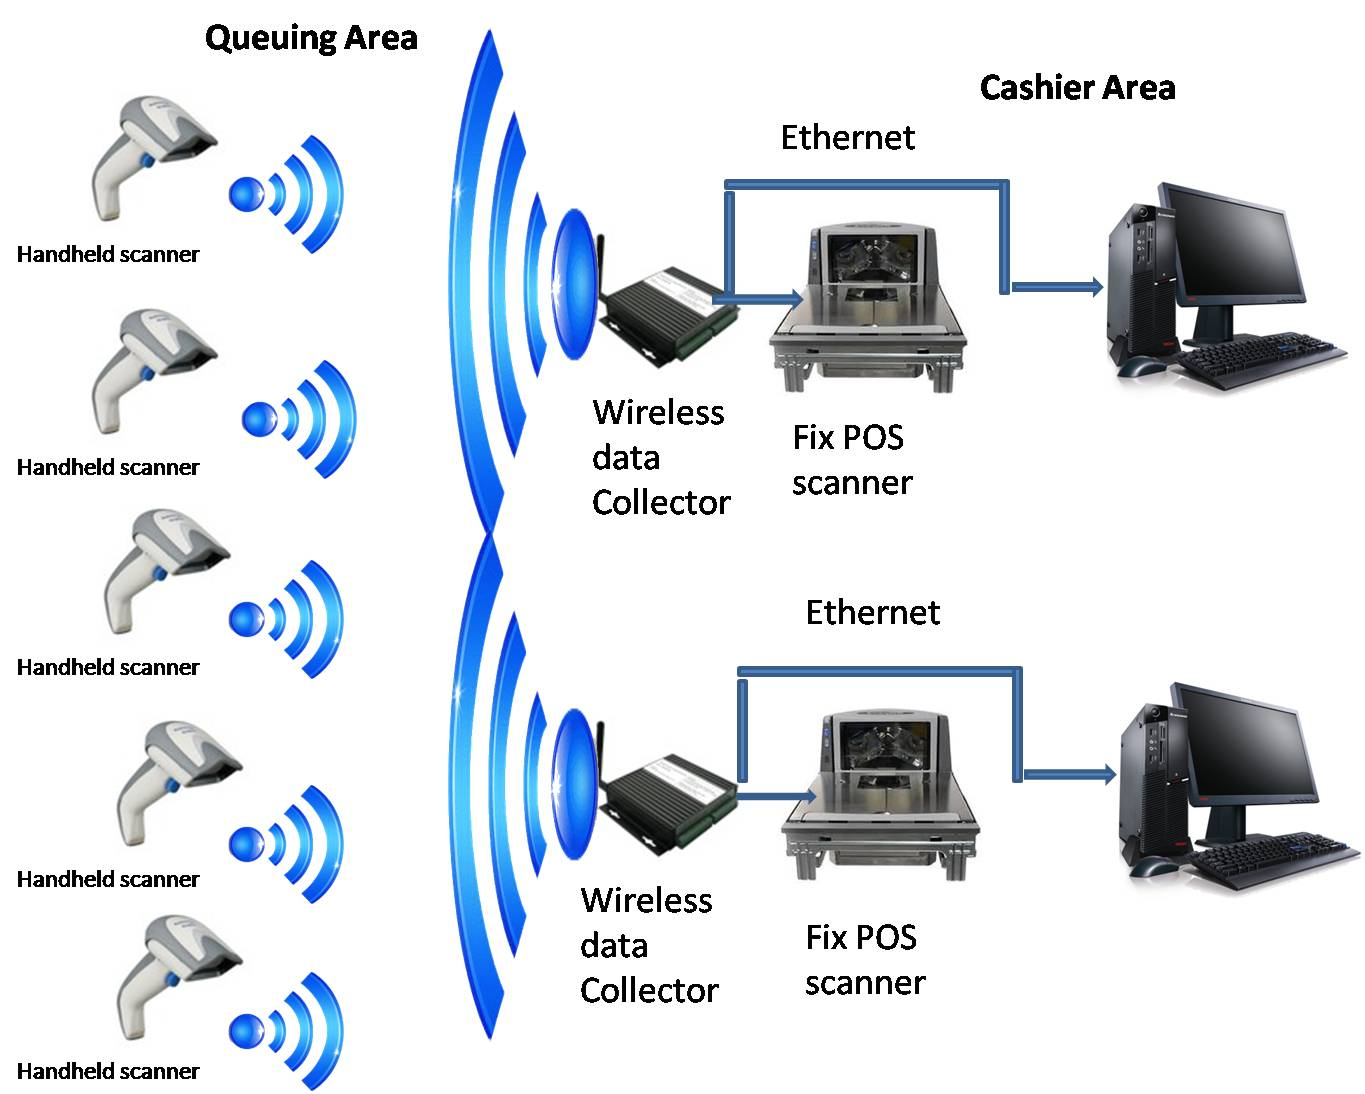 Queuing Area
Cashier Area
Ethernet
Handheld scanner
Wireless
data
Collector
Fix POS
scanner
Handheld scanner
Ethernet
Handheld scanner
Handheld scanner
Wireless
data
Collector
Fix POS
scanner
Handheld scanner